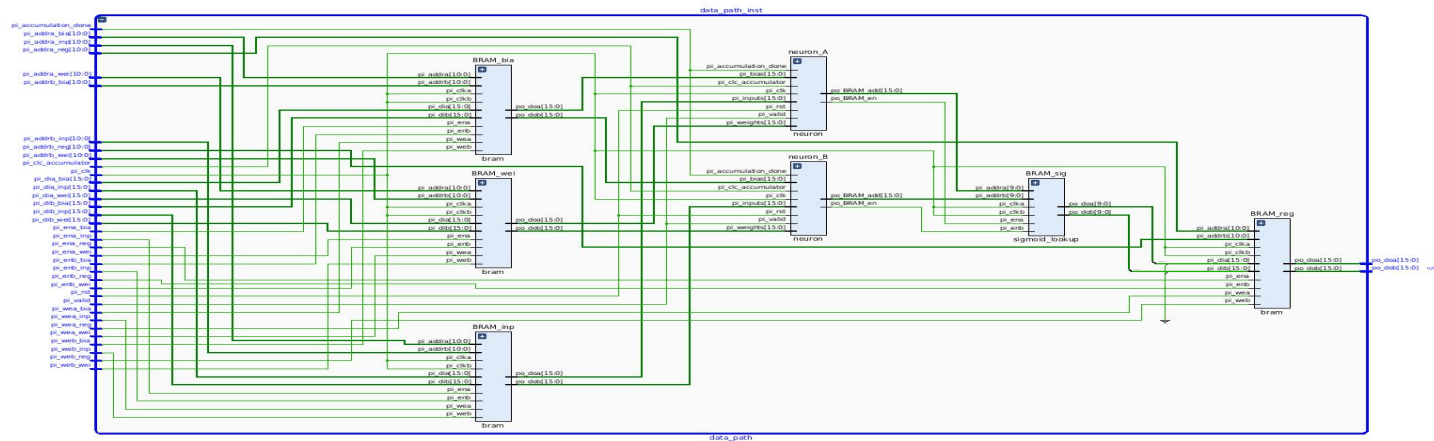 data_path_inst
pi_accumulation_done
pi_addra_bia[10:0]
pi_addra_inp[10:0]
pi_addra_reg[10:0]
pi_addra_wei[10:0]
pi_addrb_bia[10:0]
pi_addrb_inp[10:0]
pi_addrb_reg[10:0]
pi_addrb_wei[10:0]
pi_clc_accumulator
pi_clk
pi_dia_bia[15:0]
pi_dia_inp[15:0]
pi_dia_wei[15:0]
pi_dib_bia[15:0]
pi_dib_inp[15:0]
pi_dib_wei[15:0]
pi_ena_bia
pi_ena_inp
pi_ena_reg
pi_ena_wei
pi_enb_bia
pi_enb_inp
pi_enb_reg
pi_enb_wei
pi_rst
pi_valid
pi_wea_bia
pi_wea_inp
pi_wea_reg
pi_wea_wei
pi_web_bia
pi_web_inp
pi_web_reg
pi_web_wei
BRAM_bia
pi_addra[10:0]
pi_addrb[10:0]
pi_clka
pi_clkb
pi_dia[15:0]
pi_dib[15:0]
pi_ena
pi_enb
pi_wea
pi_web
po_doa[15:0]
po_dob[15:0]
bram
BRAM_wei
pi_addra[10:0]
pi_addrb[10:0]
pi_clka
pi_clkb
pi_dia[15:0]
pi_dib[15:0]
pi_ena
pi_enb
pi_wea
pi_web
po_doa[15:0]
po_dob[15:0]
bram
BRAM_inp
pi_addra[10:0]
pi_addrb[10:0]
pi_clka
pi_clkb
pi_dia[15:0]
pi_dib[15:0]
pi_ena
pi_enb
pi_wea
pi_web
po_doa[15:0]
po_dob[15:0]
bram
neuron_A
pi_accumulation_done
pi_bias[15:0]
pi_clc_accumulator
pi_clk
pi_inputs[15:0]
pi_rst
pi_valid
pi_weights[15:0]
po_BRAM_add[15:0]
po_BRAM_en
neuron
neuron_B
pi_accumulation_done
pi_bias[15:0]
pi_clc_accumulator
pi_clk
pi_inputs[15:0]
pi_rst
pi_valid
pi_weights[15:0]
po_BRAM_add[15:0]
po_BRAM_en
neuron
BRAM_sig
pi_addra[9:0]
pi_addrb[9:0]
pi_clka
pi_clkb
pi_ena
pi_enb
po_doa[9:0]
po_dob[9:0]
sigmoid_lookup
BRAM_reg
pi_addra[10:0]
pi_addrb[10:0]
pi_clka
pi_clkb
pi_dia[15:0]
pi_dib[15:0]
pi_ena
pi_enb
pi_wea
pi_web
po_doa[15:0]
po_dob[15:0]
bram
po_doa[15:0]
po_dob[15:0]
data_path